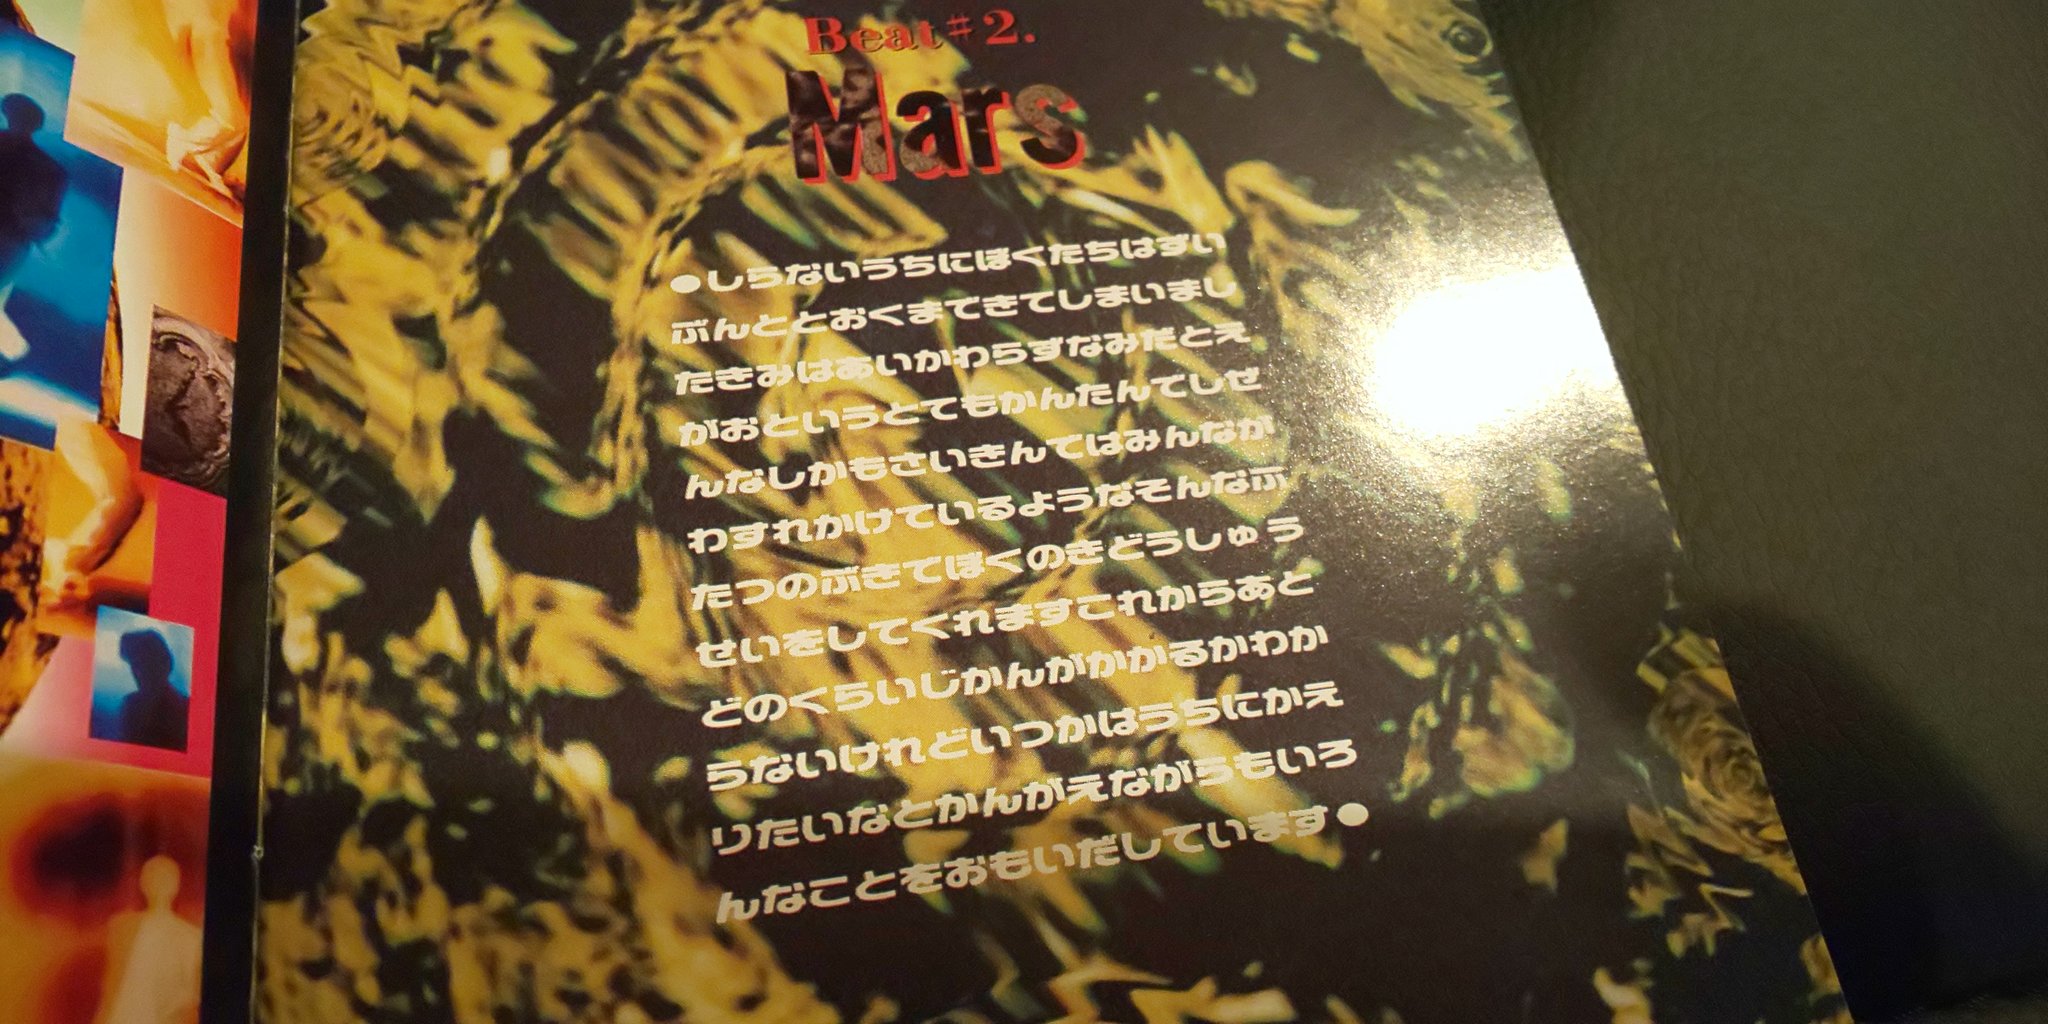 Beat#2.
Mars
●しらないうちにぼくたちはずい
ぶんととおくまできてしまいまし
たきみはあいかわらずなみだとえ
がおというとてもかんたんでしぜ
んなしかもさいきんではみんなが
わすれかけているようなそんなふ
たつのぶきでぼくのきどうしゅう
せいをしてくれますこれからあと
どのくらいじかんがかかるかわか
らないけれどいつかはうちにかえ
りたいなとかんがえながらもいろ
んなことをおもいだしています●